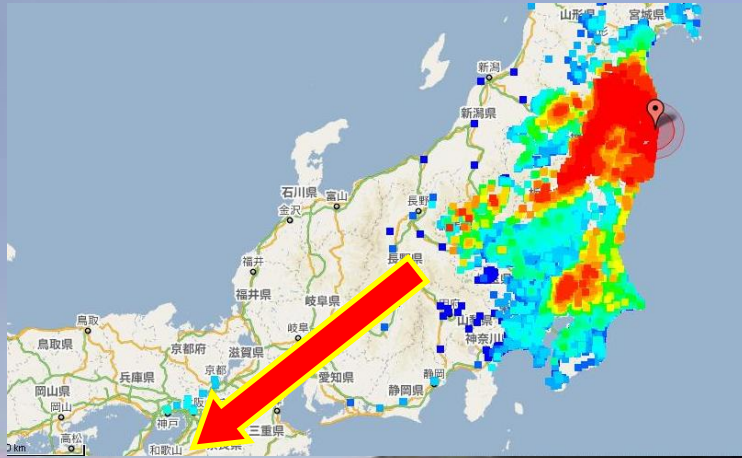 山形県
宮城県
新潟
新潟県
石川県
富山
金沢
長野
長野県
福井
福井県
岐阜県
岐阜
鳥取
鳥取県
京都府
滋賀県
京都
兵庫県
愛知県
静岡
静岡県
神奈川
岡山県
岡山
神戸
三重県
高松
和歌山